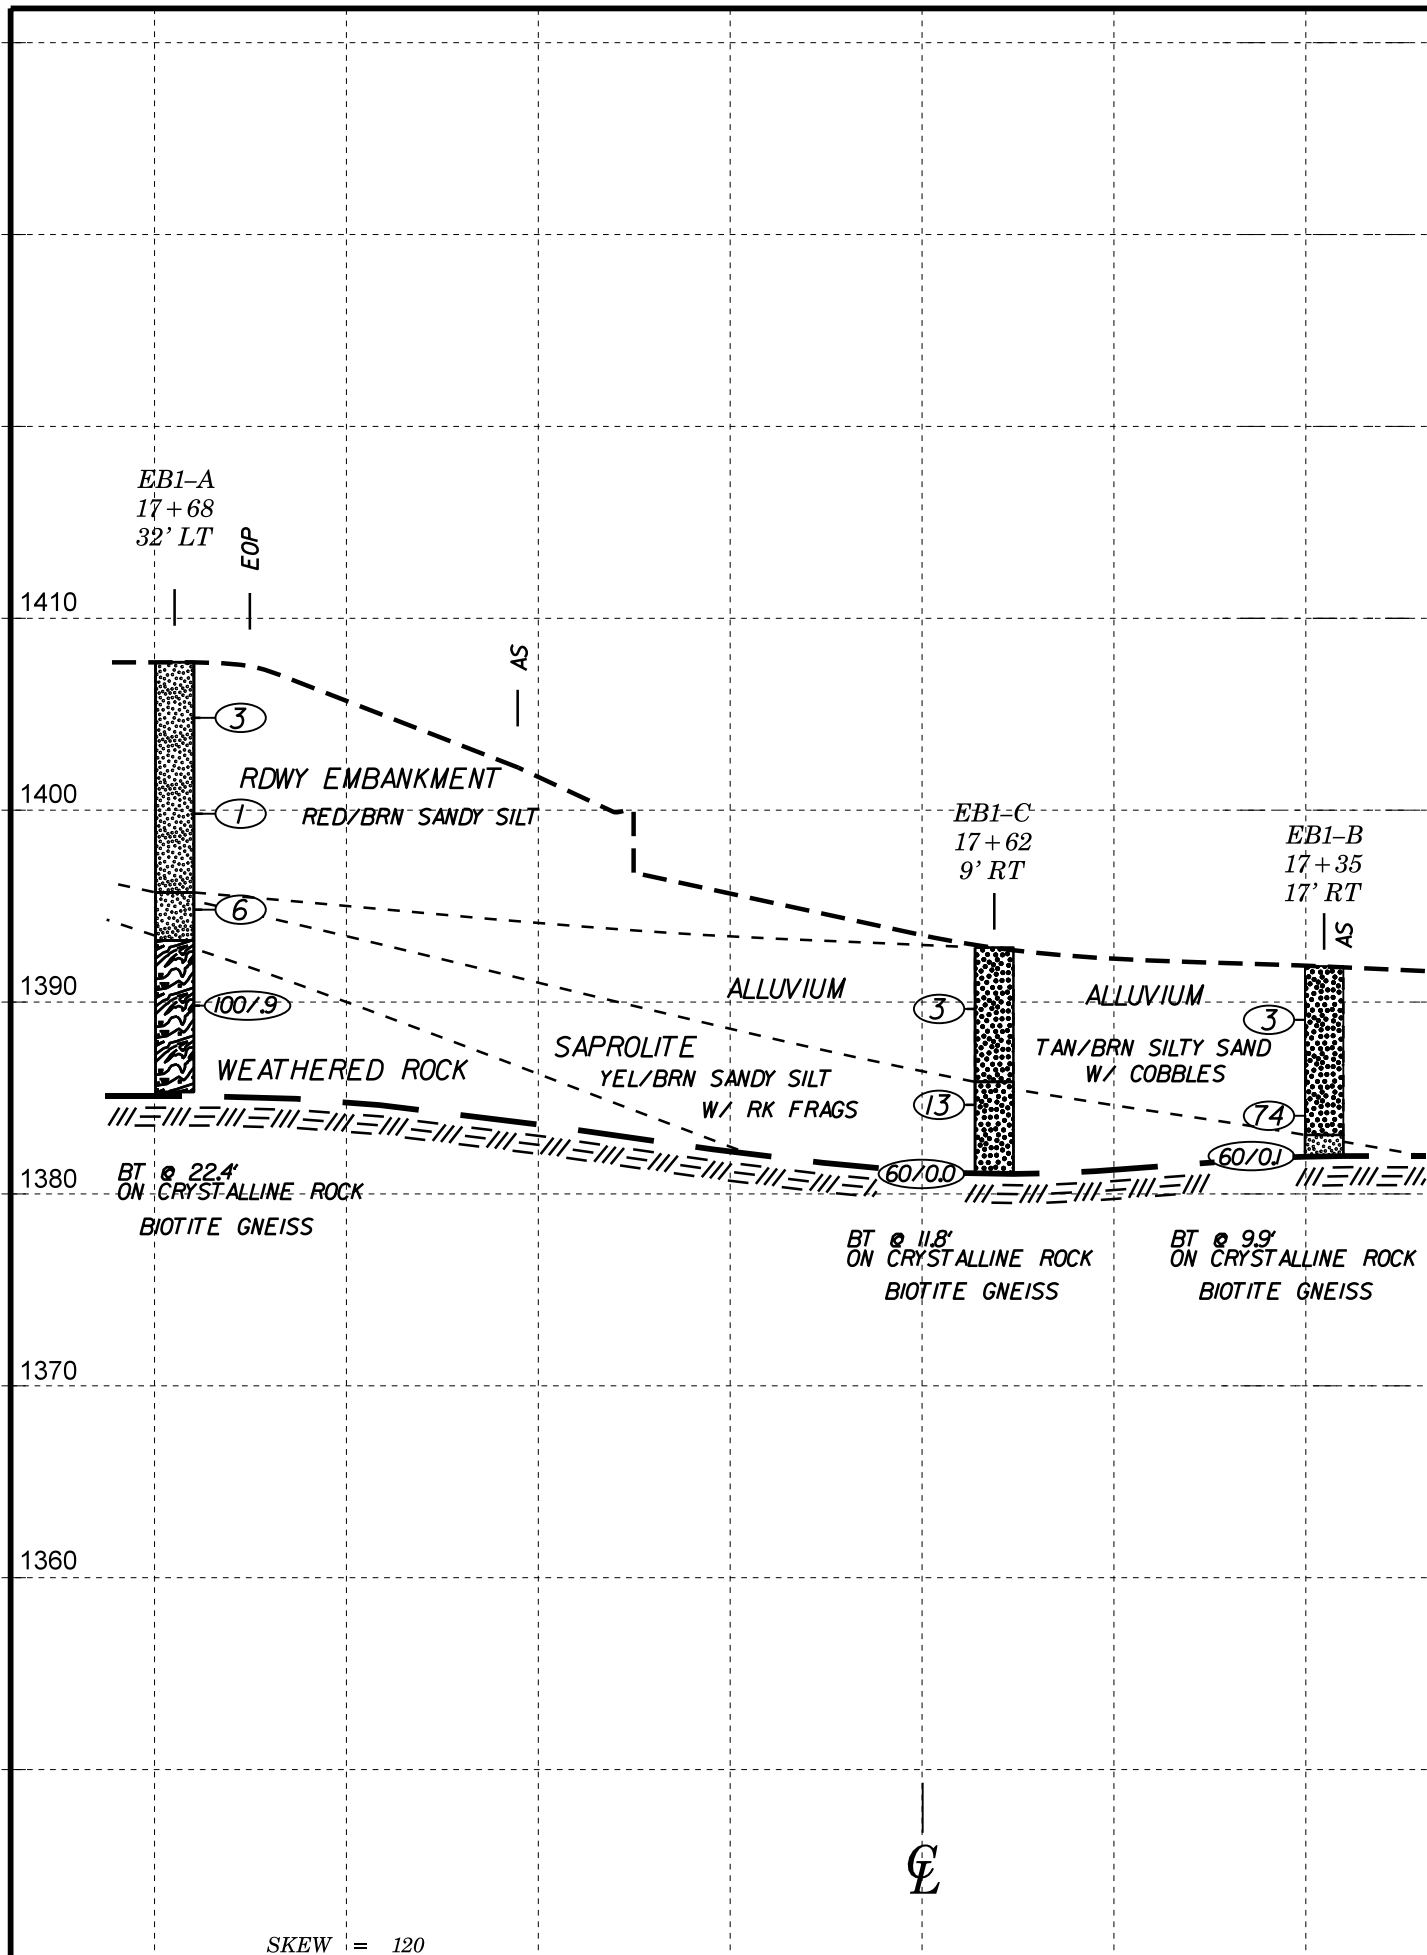 EB1-A
17+68
32' LT
EOP
1410
AS
3
RDWY EMBANKMENT
1400
1
RED/BRN SANDY SILT
EB1-C
17+62
9' RT
EB1-B
17+35
17' RT
AS
6
1390
100/.9
ALLUVIUM
3
ALLUVIUM
3
SAPROLITE
TAN/BRN SILTY SAND
W/ COBBLES
WEATHERED ROCK
YEL/BRN SANDY SILT
W/ RK FRAGS
13
74
60/0.1
60/0.0
1380
BT @ 22.4'
ON CRYSTALLINE ROCK
BIOTITE GNEISS
BT @ 11.8'
ON CRYSTALLINE ROCK
BIOTITE GNEISS
BT @ 9.9'
ON CRYSTALLINE ROCK
BIOTITE GNEISS
1370
1360
CL
SKEW = 120